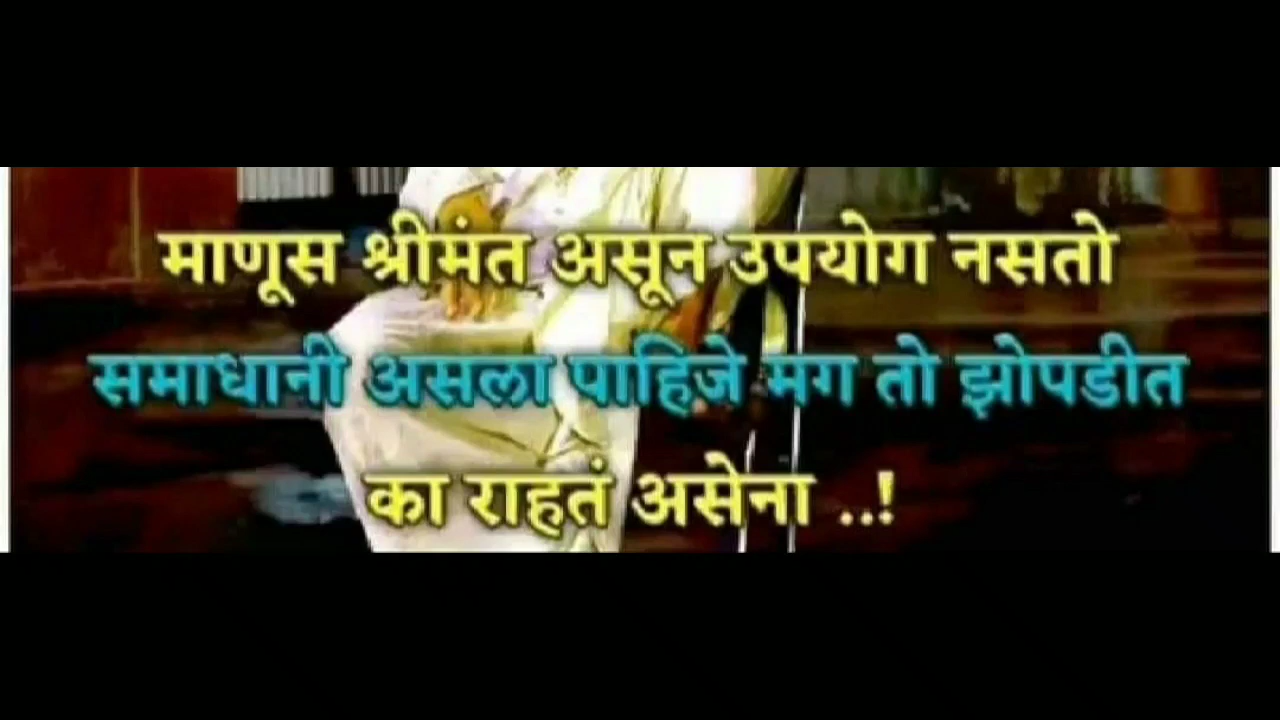 माणूस श्रीमंत असून उपयोग नसतो
समाधानी असला पाहिजे मग तो झोपडीत
का राहतं असेना ..!